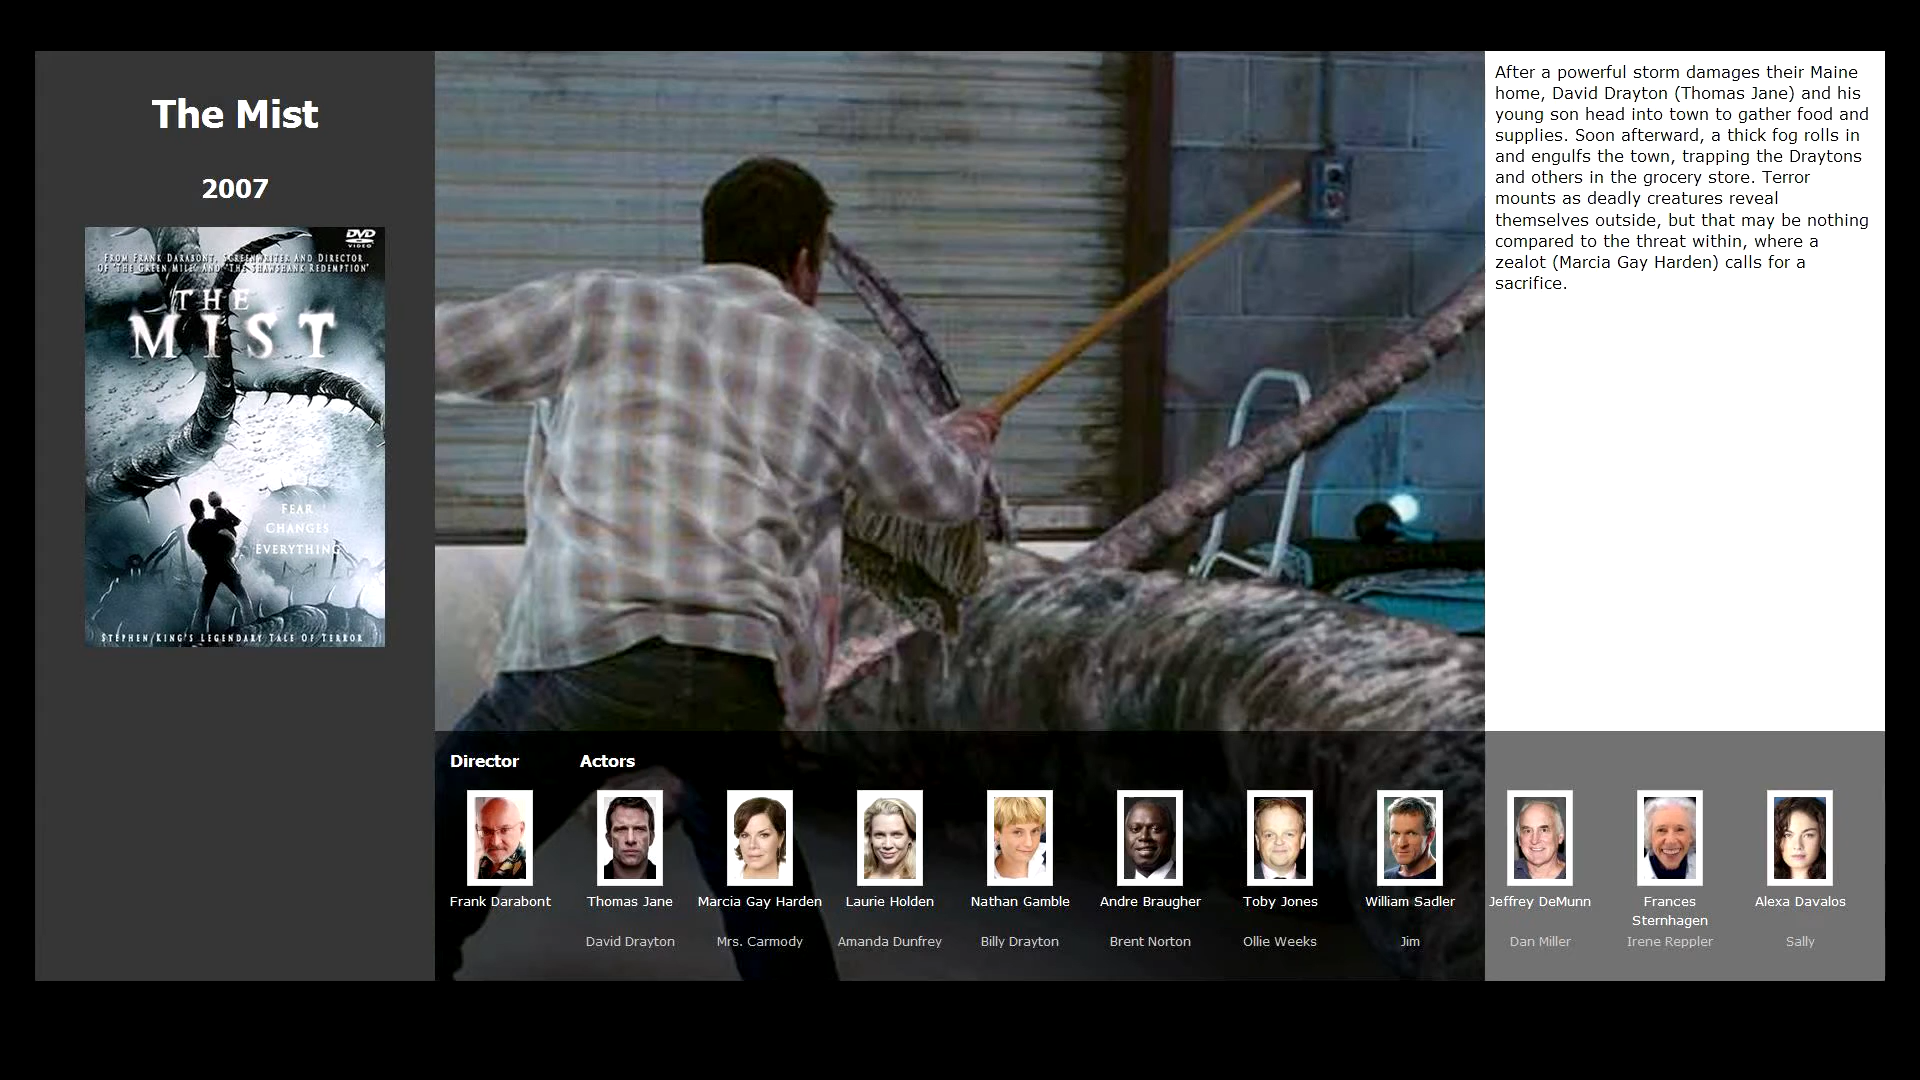 The Mist
2007
DVD
VIDEO
FROM FRANK DARABONT, SCREENWRITER AND DIRECTOR
OF "THE GREEN MILE" AND "THE SHAWSHANK REDEMPTION"
THE
MIST
FEAR
CHANGES
EVERYTHING
STEPHEN KING'S LEGENDARY TALE OF TERROR
After a powerful storm damages their Maine
home, David Drayton (Thomas Jane) and his
young son head into town to gather food and
supplies. Soon afterward, a thick fog rolls in
and engulfs the town, trapping the Draytons
and others in the grocery store. Terror
mounts as deadly creatures reveal
themselves outside, but that may be nothing
compared to the threat within, where a
zealot (Marcia Gay Harden) calls for a
sacrifice.
Director
Actors
Frank Darabont
Thomas Jane
David Drayton
Marcia Gay Harden
Mrs. Carmody
Laurie Holden
Amanda Dunfrey
Nathan Gamble
Billy Drayton
Andre Braugher
Brent Norton
Toby Jones
Ollie Weeks
William Sadler
Jim
Jeffrey DeMunn
Dan Miller
Frances
Sternhagen
Irene Reppler
Alexa Davalos
Sally